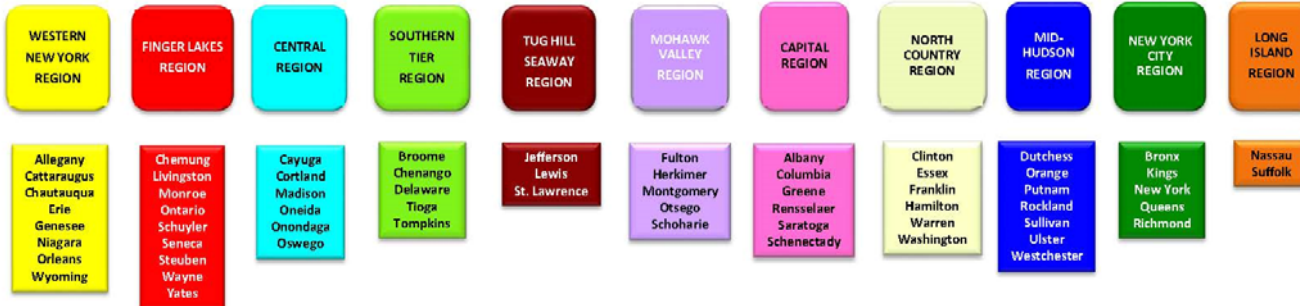 WESTERN
NEW YORK
REGION
FINGER LAKES
REGION
CENTRAL
REGION
SOUTHERN
TIER
REGION
TUG HILL
SEAWAY
REGION
MOHAWK
VALLEY
REGION
CAPITAL
REGION
NORTH
COUNTRY
REGION
MID-
HUDSON
REGION
NEW YORK
CITY
REGION
LONG
ISLAND
REGION
Allegany
Cattaraugus
Chautauqua
Erie
Genesee
Niagara
Orleans
Wyoming
Chemung
Livingston
Monroe
Ontario
Schuyler
Seneca
Steuben
Wayne
Yates
Cayuga
Cortland
Madison
Oneida
Onondaga
Oswego
Broome
Chenango
Delaware
Tioga
Tompkins
Jefferson
Lewis
St. Lawrence
Fulton
Herkimer
Montgomery
Otsego
Schoharie
Albany
Columbia
Greene
Rensselaer
Saratoga
Schenectady
Clinton
Essex
Franklin
Hamilton
Warren
Washington
Dutchess
Orange
Putnam
Rockland
Sullivan
Ulster
Westchester
Bronx
Kings
New York
Queens
Richmond
Nassau
Suffolk